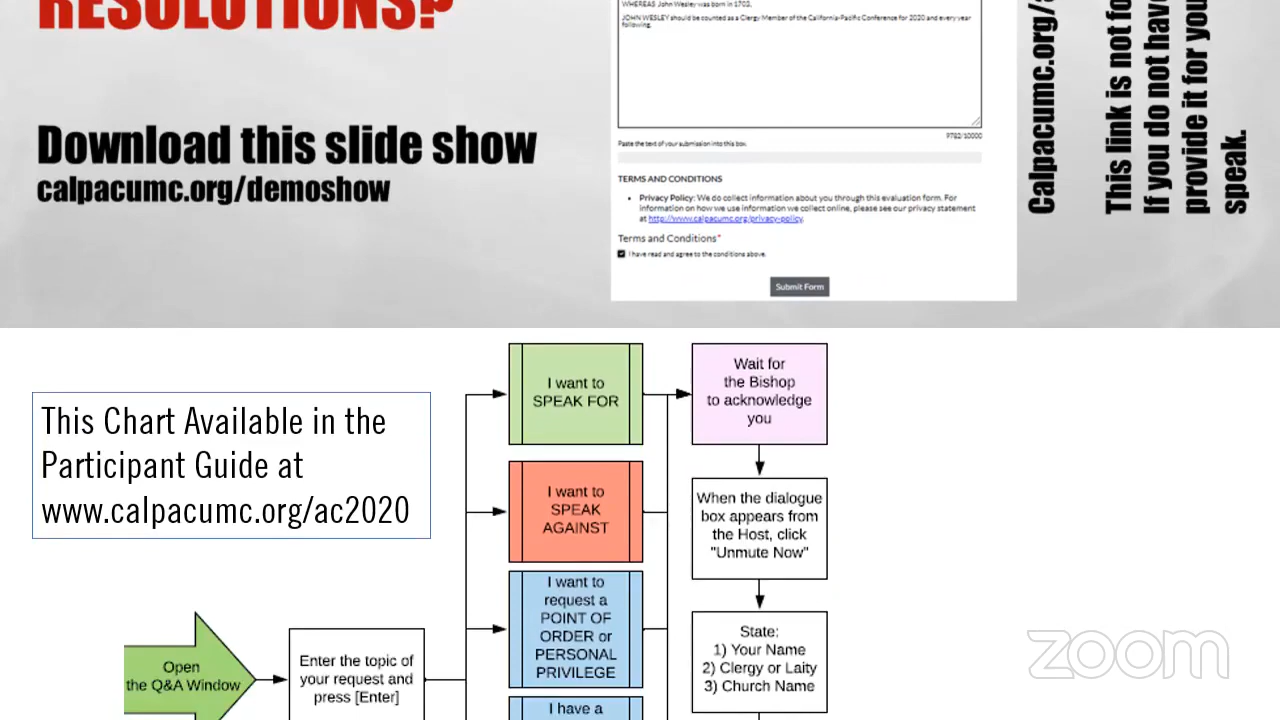 RESOLUTIONS?
Download this slide show
calpacumc.org/demoshow
WHEREAS: John Wesley was born in 1703,
JOHN WESLEY should be counted as a Clergy Member of the California-Pacific Conference for 2020 and every year
following.
9782/10000
Paste the text of your submission into this box.
TERMS AND CONDITIONS
• Privacy Policy: We do collect information about you through this evaluation form. For
information on how we use information we collect online, please see our privacy statement
at http://www.calpacumc.org/privacy-policy.
Terms and Conditions*
I have read and agree to the conditions above.
Submit Form
Calpacumc.org/a
This link is not fo
If you do not have
provide it for you
speak.
This Chart Available in the
Participant Guide at
www.calpacumc.org/ac2020
Open
the Q&A Window
Enter the topic of
your request and
press [Enter]
I want to
SPEAK FOR
I want to
SPEAK
AGAINST
I want to
request a
POINT OF
ORDER or
PERSONAL
PRIVILEGE
I have a
Wait for
the Bishop
to acknowledge
you
When the dialogue
box appears from
the Host, click
"Unmute Now"
State:
1) Your Name
2) Clergy or Laity
3) Church Name
zoom